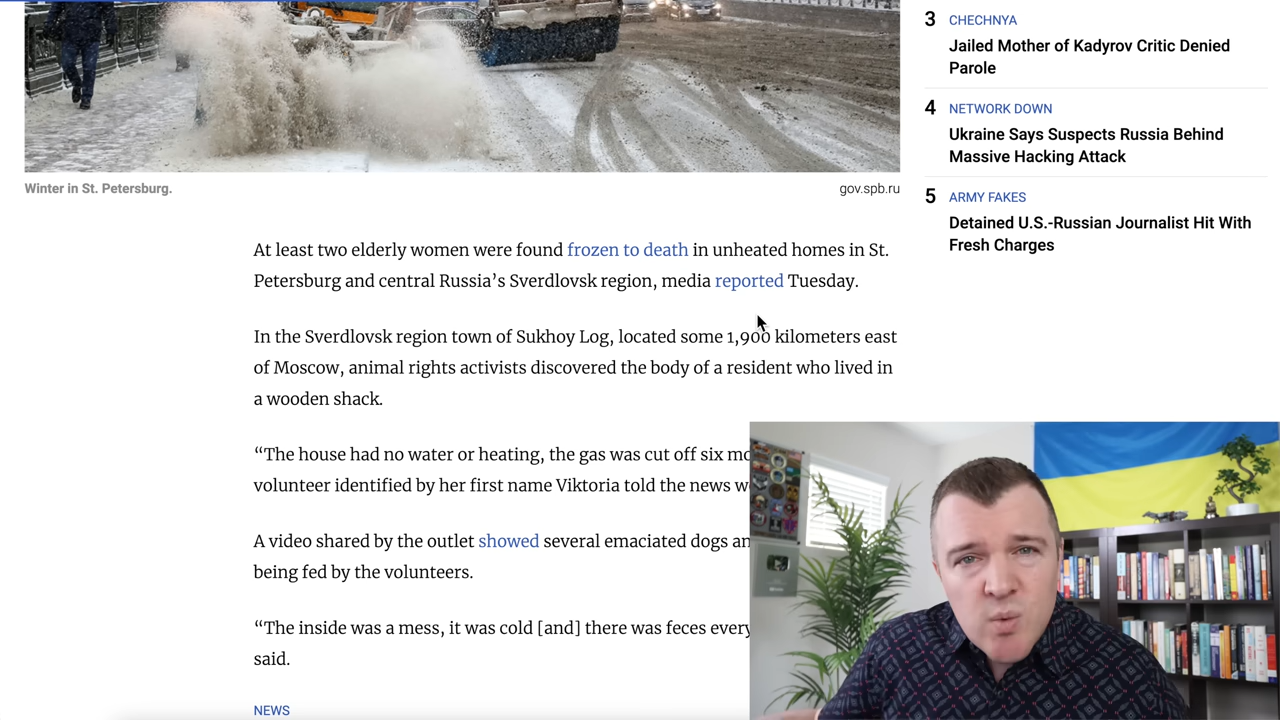 Winter in St. Petersburg.
gov.spb.ru
At least two elderly women were found frozen to death in unheated homes in St.
Petersburg and central Russia’s Sverdlovsk region, media reported Tuesday.
In the Sverdlovsk region town of Sukhoy Log, located some 1,900 kilometers east
of Moscow, animal rights activists discovered the body of a resident who lived in
a wooden shack.
“The house had no water or heating, the gas was cut off six
volunteer identified by her first name Viktoria told the news
A video shared by the outlet showed several emaciated dogs
being fed by the volunteers.
“The inside was a mess, it was cold [and] there was feces
said.
NEWS
3 CHECHNYA
Jailed Mother of Kadyrov Critic Denied
Parole
4 NETWORK DOWN
Ukraine Says Suspects Russia Behind
Massive Hacking Attack
5 ARMY FAKES
Detained U.S.-Russian Journalist Hit With
Fresh Charges